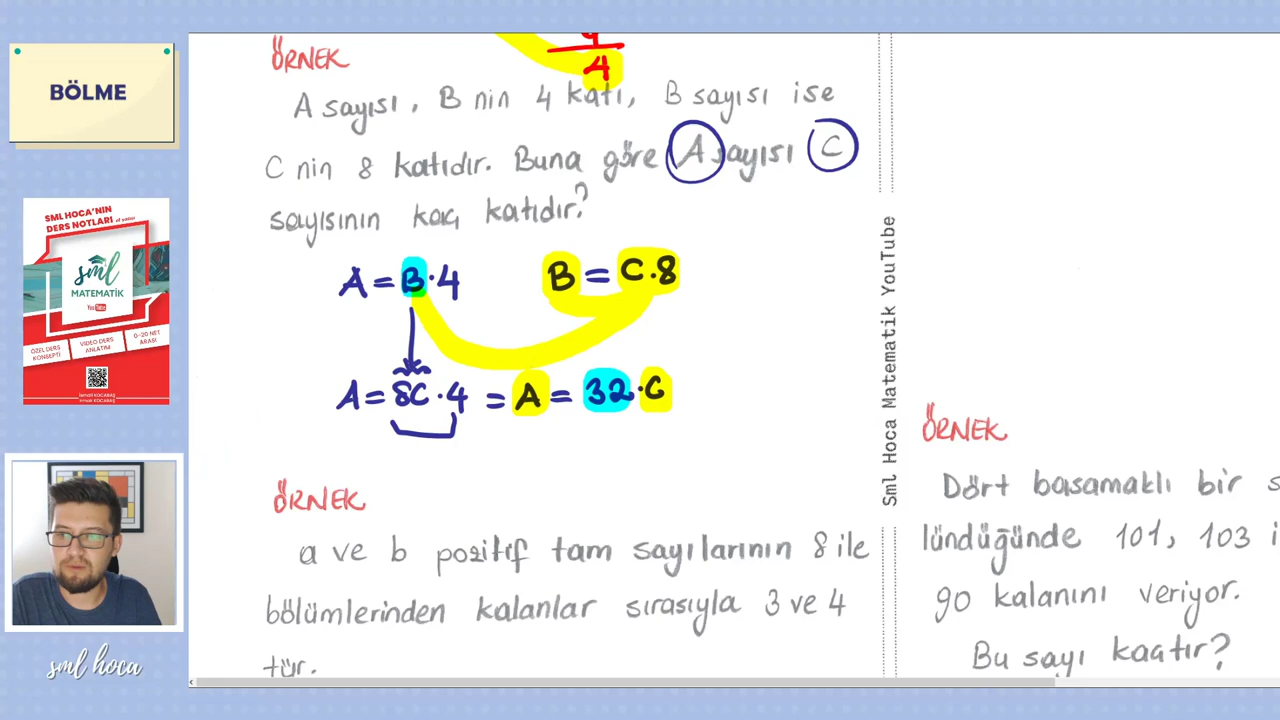 BÖLME
SML HOCA'NIN
DERS NOTLARI
sml
MATEMATİK
YouTube
ÖZEL DERS
KONSEPTİ
VİDEO DERS
ANLATIM
0-20 NET
ARASI
İsmail KOCABAŞ
sml hoca
ÖRNEK
4
A sayısı, B nin 4 katı, B sayısı ise
C nin 8 katıdır. Buna göre A sayısı C
sayısının kaç katıdır?
A = B·4
B = C·8
A = 8C·4 = A = 32·C
ÖRNEK
a ve b pozitif tam sayılarının 8 ile
bölümlerinden kalanlar sırasıyla 3 ve 4
tür.
Sml Hoca Matematik YouTube
ÖRNEK
Dört basamaklı bir s
lündüğünde 101, 103 i
90 kalanını veriyor.
Bu sayı kaçtır?